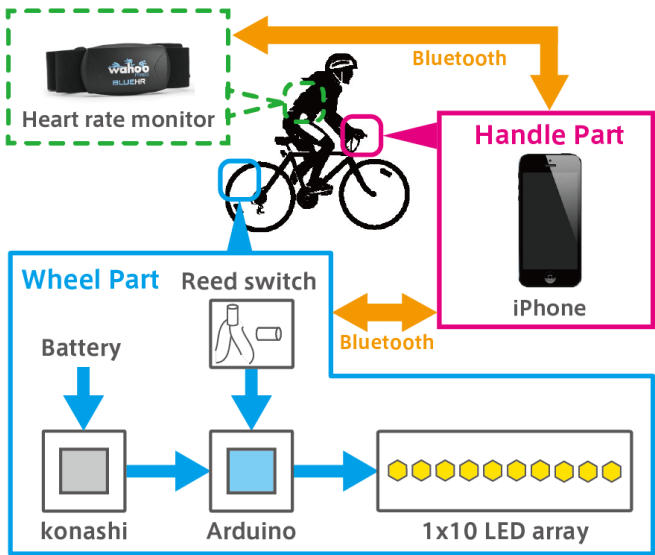 wahoo
BLUEHR
Heart rate monitor
Bluetooth
Handle Part
iPhone
Wheel Part
Reed switch
Bluetooth
Battery
konashi
Arduino
1x10 LED array